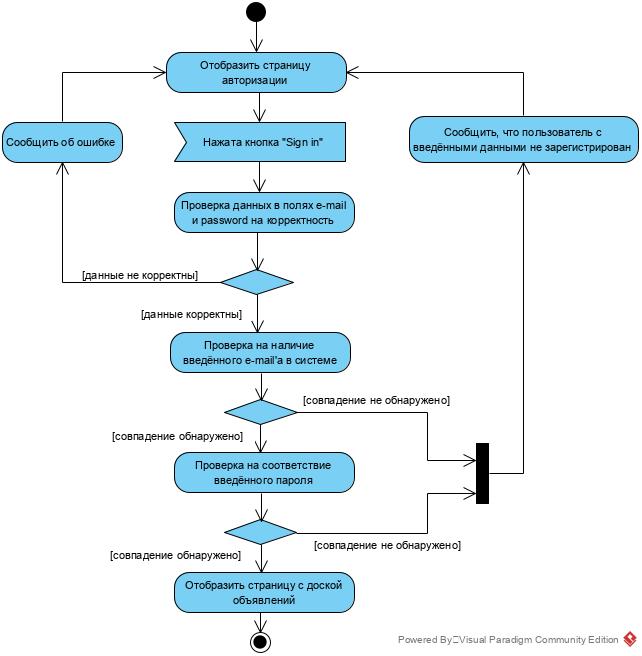 Отобразить страницу
авторизации
Сообщить об ошибке
Нажата кнопка "Sign in"
Сообщить, что пользователь с
введёнными данными не зарегистрирован
Проверка данных в полях e-mail
и password на корректность
[данные не корректны]
[данные корректны]
Проверка на наличие
введённого e-mail'а в системе
[совпадение не обнаружено]
[совпадение обнаружено]
Проверка на соответствие
введённого пароля
[совпадение не обнаружено]
[совпадение обнаружено]
Отобразить страницу с доской
объявлений
Powered By Visual Paradigm Community Edition